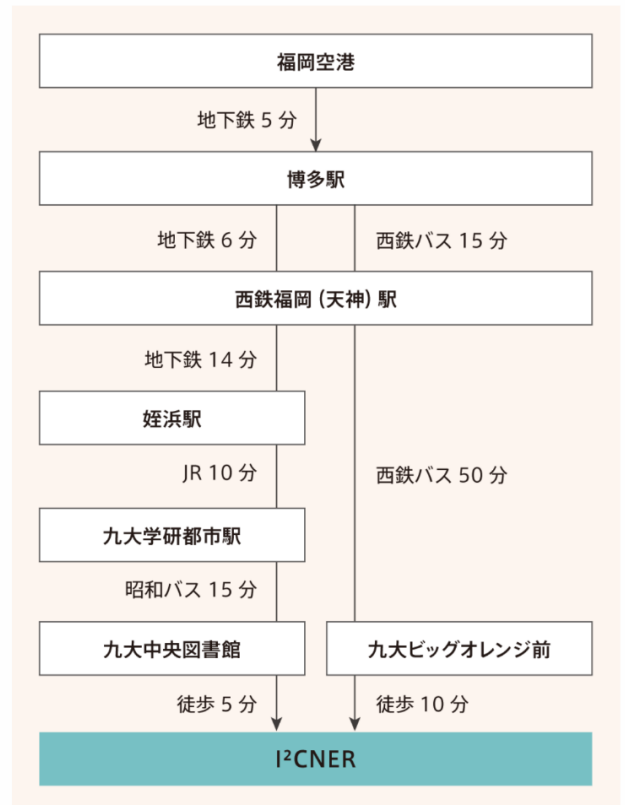 福岡空港
地下鉄 5 分
博多駅
地下鉄 6 分
西鉄バス 15 分
西鉄福岡（天神）駅
地下鉄 14 分
姪浜駅
JR 10 分
西鉄バス 50 分
九大学研都市駅
昭和バス 15 分
九大中央図書館
九大ビッグオレンジ前
徒歩 5 分
徒歩 10 分
I²CNER